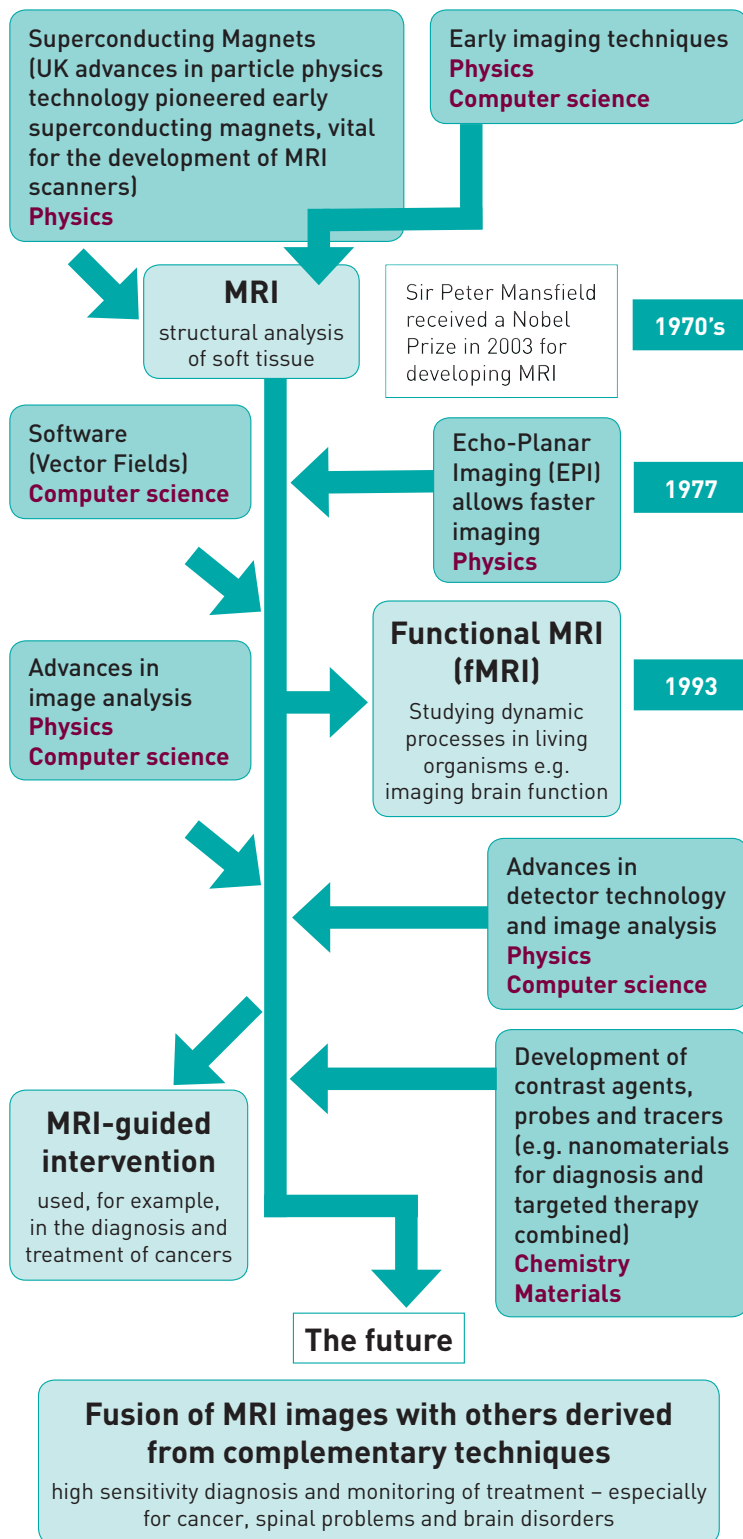 Superconducting Magnets
(UK advances in particle physics
technology pioneered early
superconducting magnets, vital
for the development of MRI
scanners)
Physics
Early imaging techniques
Physics
Computer science
MRI
structural analysis
of soft tissue
Sir Peter Mansfield
received a Nobel
Prize in 2003 for
developing MRI
1970's
Software
(Vector Fields)
Computer science
Echo-Planar
Imaging (EPI)
allows faster
imaging
Physics
1977
Functional MRI
(fMRI)
Studying dynamic
processes in living
organisms e.g.
imaging brain function
1993
Advances in
image analysis
Physics
Computer science
Advances in
detector technology
and image analysis
Physics
Computer science
Development of
contrast agents,
probes and tracers
(e.g. nanomaterials
for diagnosis and
targeted therapy
combined)
Chemistry
Materials
MRI-guided
intervention
used, for example,
in the diagnosis and
treatment of cancers
The future
Fusion of MRI images with others derived
from complementary techniques
high sensitivity diagnosis and monitoring of treatment – especially
for cancer, spinal problems and brain disorders